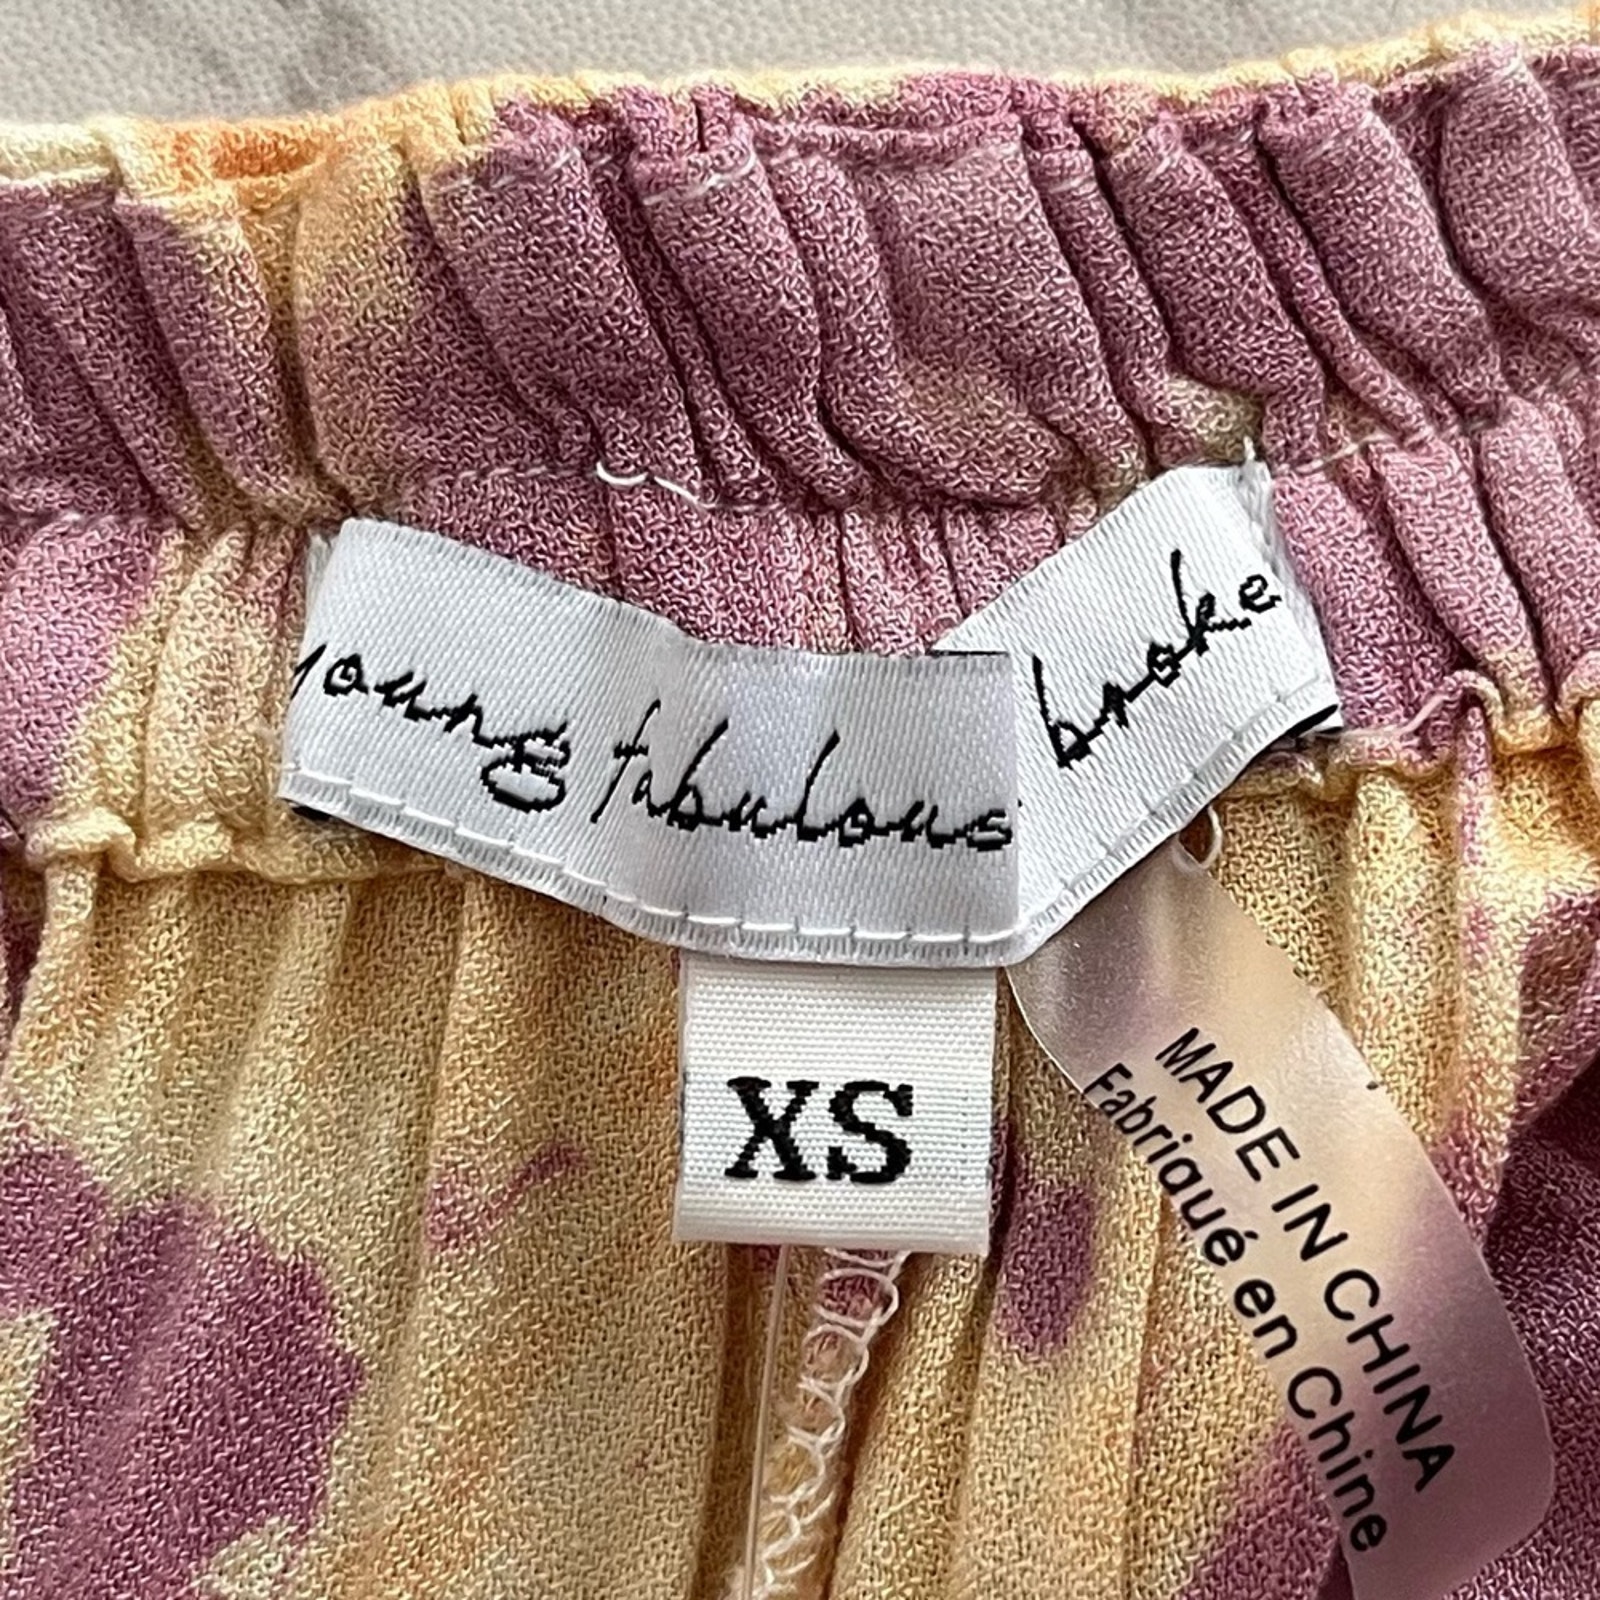 young fabulous broke
XS
MADE IN CHINA
Fabriqué en Chine